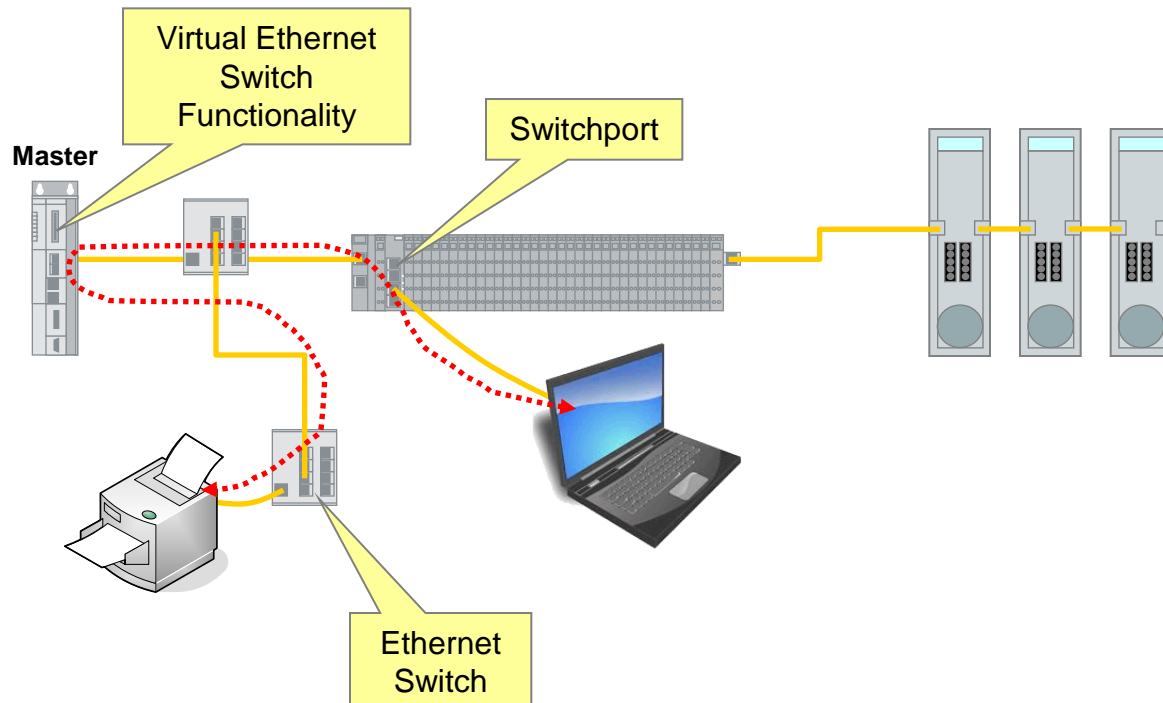 Virtual Ethernet
Switch
Functionality
Switchport
Master
Ethernet
Switch